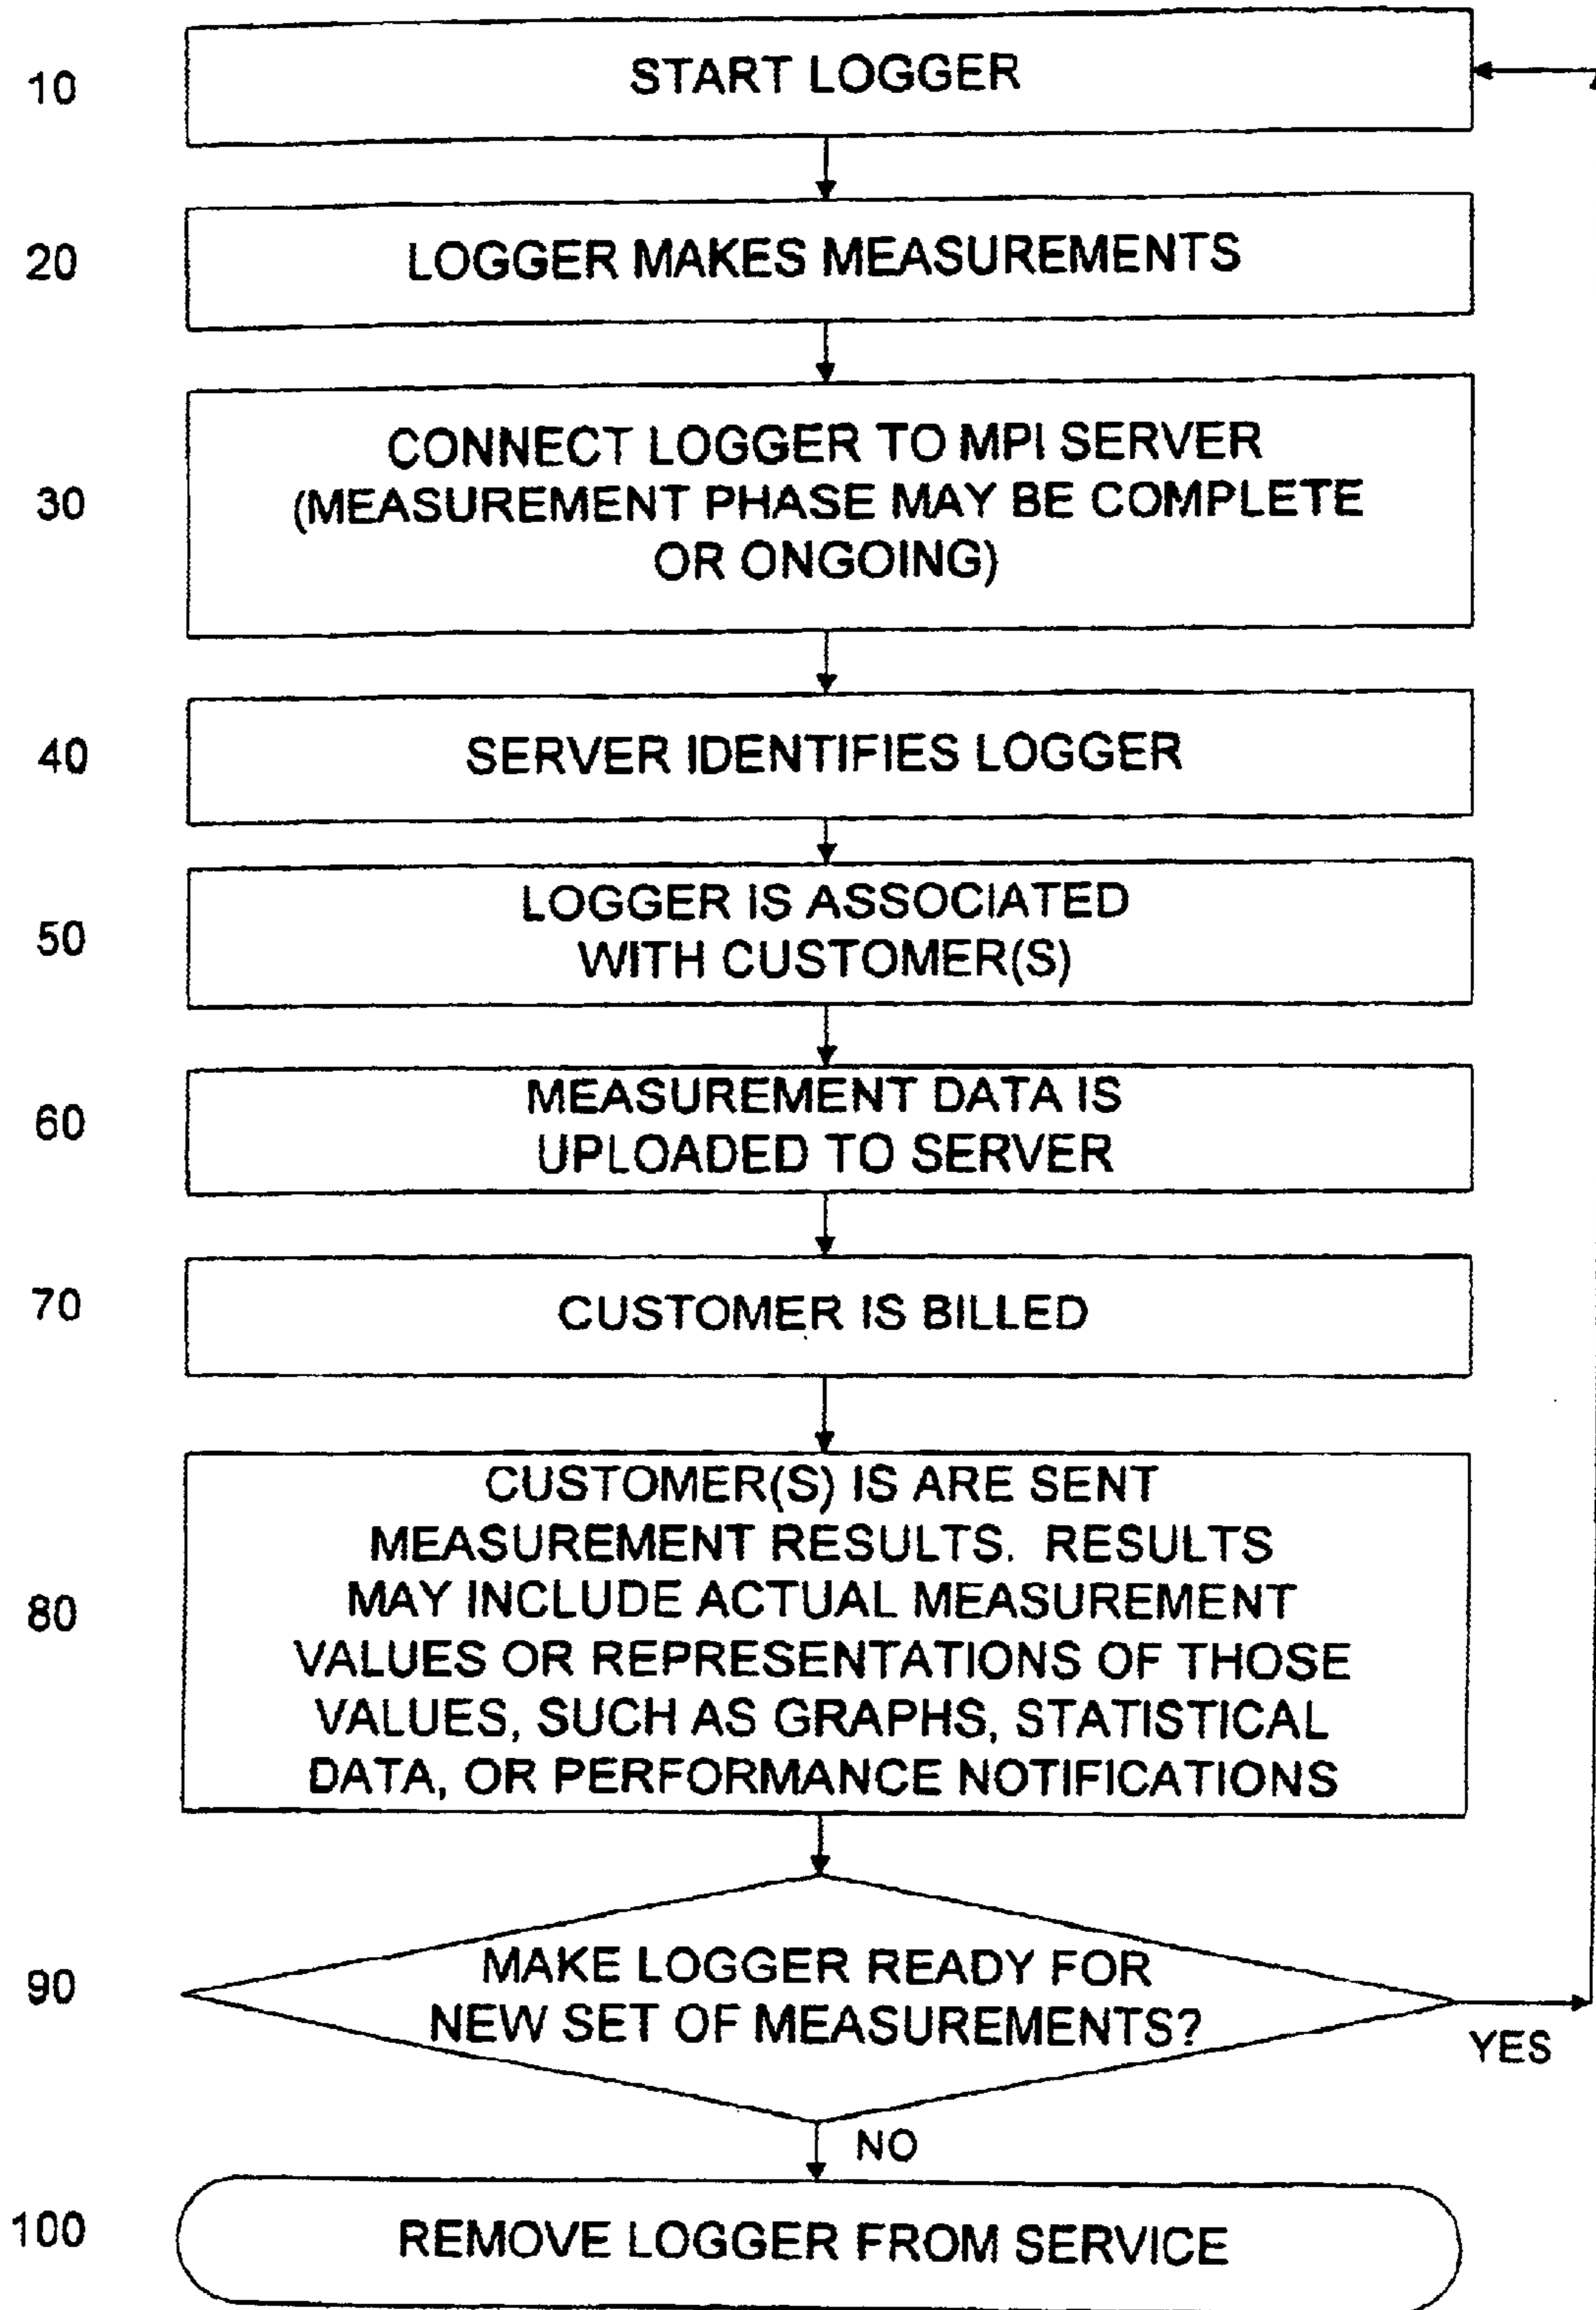 10
START LOGGER
20
LOGGER MAKES MEASUREMENTS
30
CONNECT LOGGER TO MPI SERVER
(MEASUREMENT PHASE MAY BE COMPLETE
OR ONGOING)
40
SERVER IDENTIFIES LOGGER
50
LOGGER IS ASSOCIATED
WITH CUSTOMER(S)
60
MEASUREMENT DATA IS
UPLOADED TO SERVER
70
CUSTOMER IS BILLED
80
CUSTOMER(S) IS ARE SENT
MEASUREMENT RESULTS. RESULTS
MAY INCLUDE ACTUAL MEASUREMENT
VALUES OR REPRESENTATIONS OF THOSE
VALUES, SUCH AS GRAPHS, STATISTICAL
DATA, OR PERFORMANCE NOTIFICATIONS
90
MAKE LOGGER READY FOR
NEW SET OF MEASUREMENTS?
YES
NO
100
REMOVE LOGGER FROM SERVICE